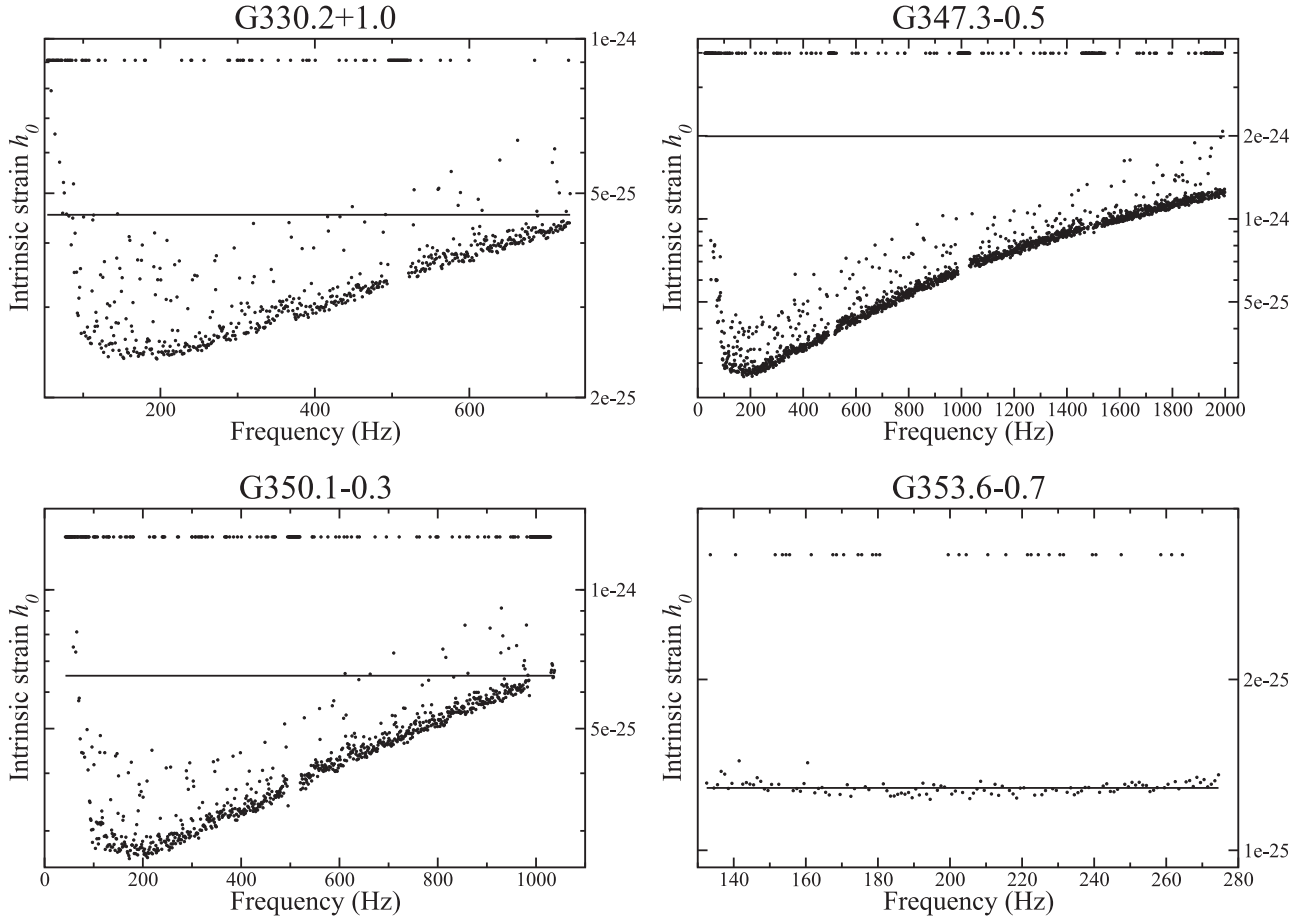 G330.2+1.0
1e-24
5e-25
2e-25
Intrinsic strain h0
200 400 600
Frequency (Hz)
G347.3-0.5
2e-24
1e-24
5e-25
Intrinsic strain h0
0 200 400 600 800 1000 1200 1400 1600 1800 2000
Frequency (Hz)
G350.1-0.3
1e-24
5e-25
Intrinsic strain h0
0 200 400 600 800 1000
Frequency (Hz)
G353.6-0.7
2e-25
1e-25
Intrinsic strain h0
140 160 180 200 220 240 260 280
Frequency (Hz)